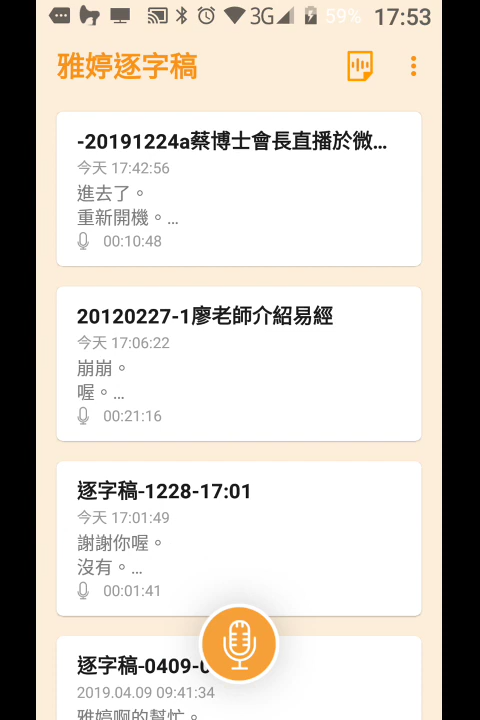 3G 59% 17:53
雅婷逐字稿
-20191224a蔡博士會長直播於微...
今天 17:42:56
進去了。
重新開機。...
00:10:48
20120227-1廖老師介紹易經
今天 17:06:22
崩崩。
喔。...
00:21:16
逐字稿-1228-17:01
今天 17:01:49
謝謝你喔。
沒有。...
00:01:41
逐字稿-0409-0
2019.04.09 09:41:34
雅婷啊的幫忙。